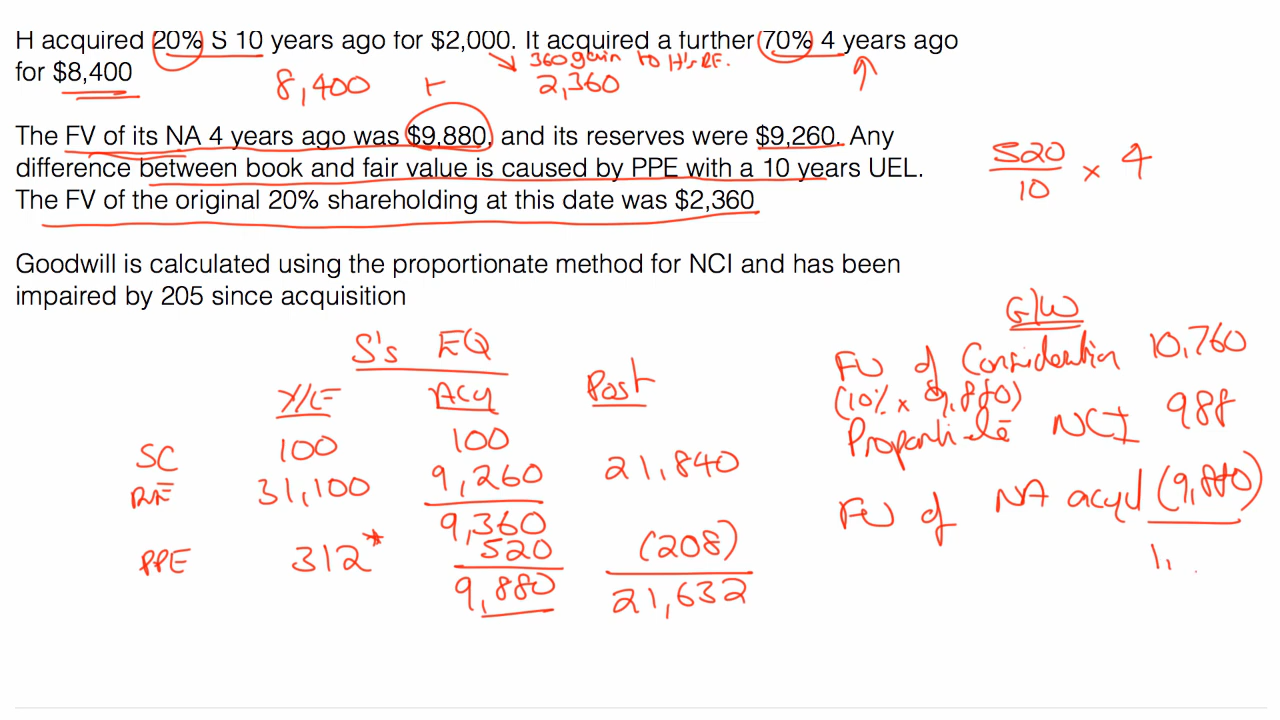 H acquired 20% S 10 years ago for $2,000. It acquired a further 70% 4 years ago
for $8,400
360 gain to H's RE.
8,400 + 2,360
The FV of its NA 4 years ago was $9,880, and its reserves were $9,260. Any
difference between book and fair value is caused by PPE with a 10 years UEL.
The FV of the original 20% shareholding at this date was $2,360
520
10 × 4
Goodwill is calculated using the proportionate method for NCI and has been
impaired by 205 since acquisition
S's EQ
Y/E ACQ Post
SC 100 100
RE 31,100 9,260 21,840
9,360
PPE 312* 520 (208)
9,880 21,632
G/W
FV of Consideration 10,760
(10% x 9,880)
Proportionate NCI 988
FV of NA acqd (9,880)
1,